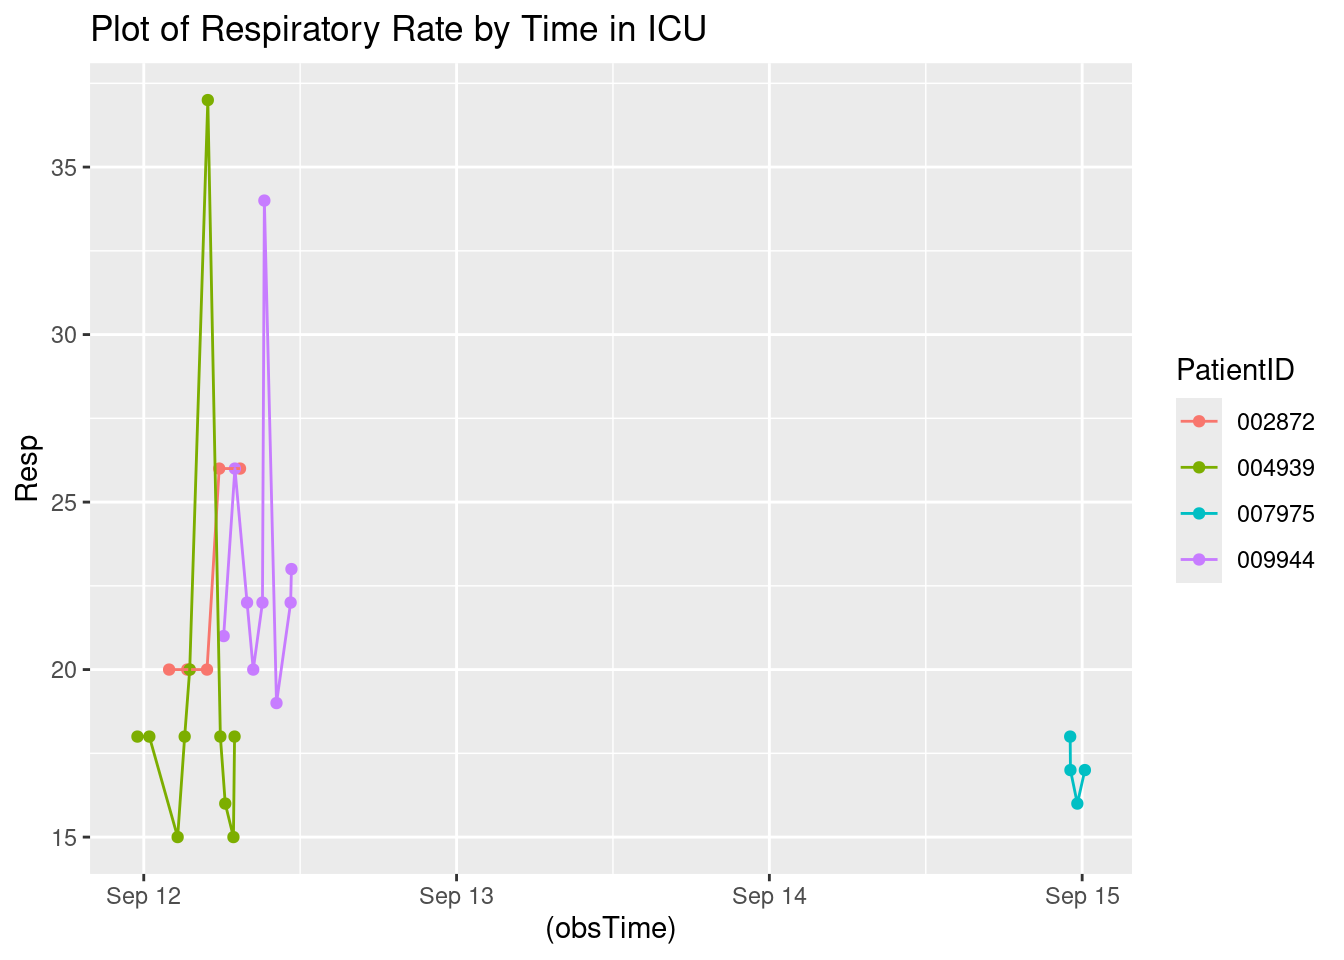 Plot of Respiratory Rate by Time in ICU
Resp
35
30
25
20
15
Sep 12
Sep 13
Sep 14
Sep 15
(obsTime)
PatientID
002872
004939
007975
009944